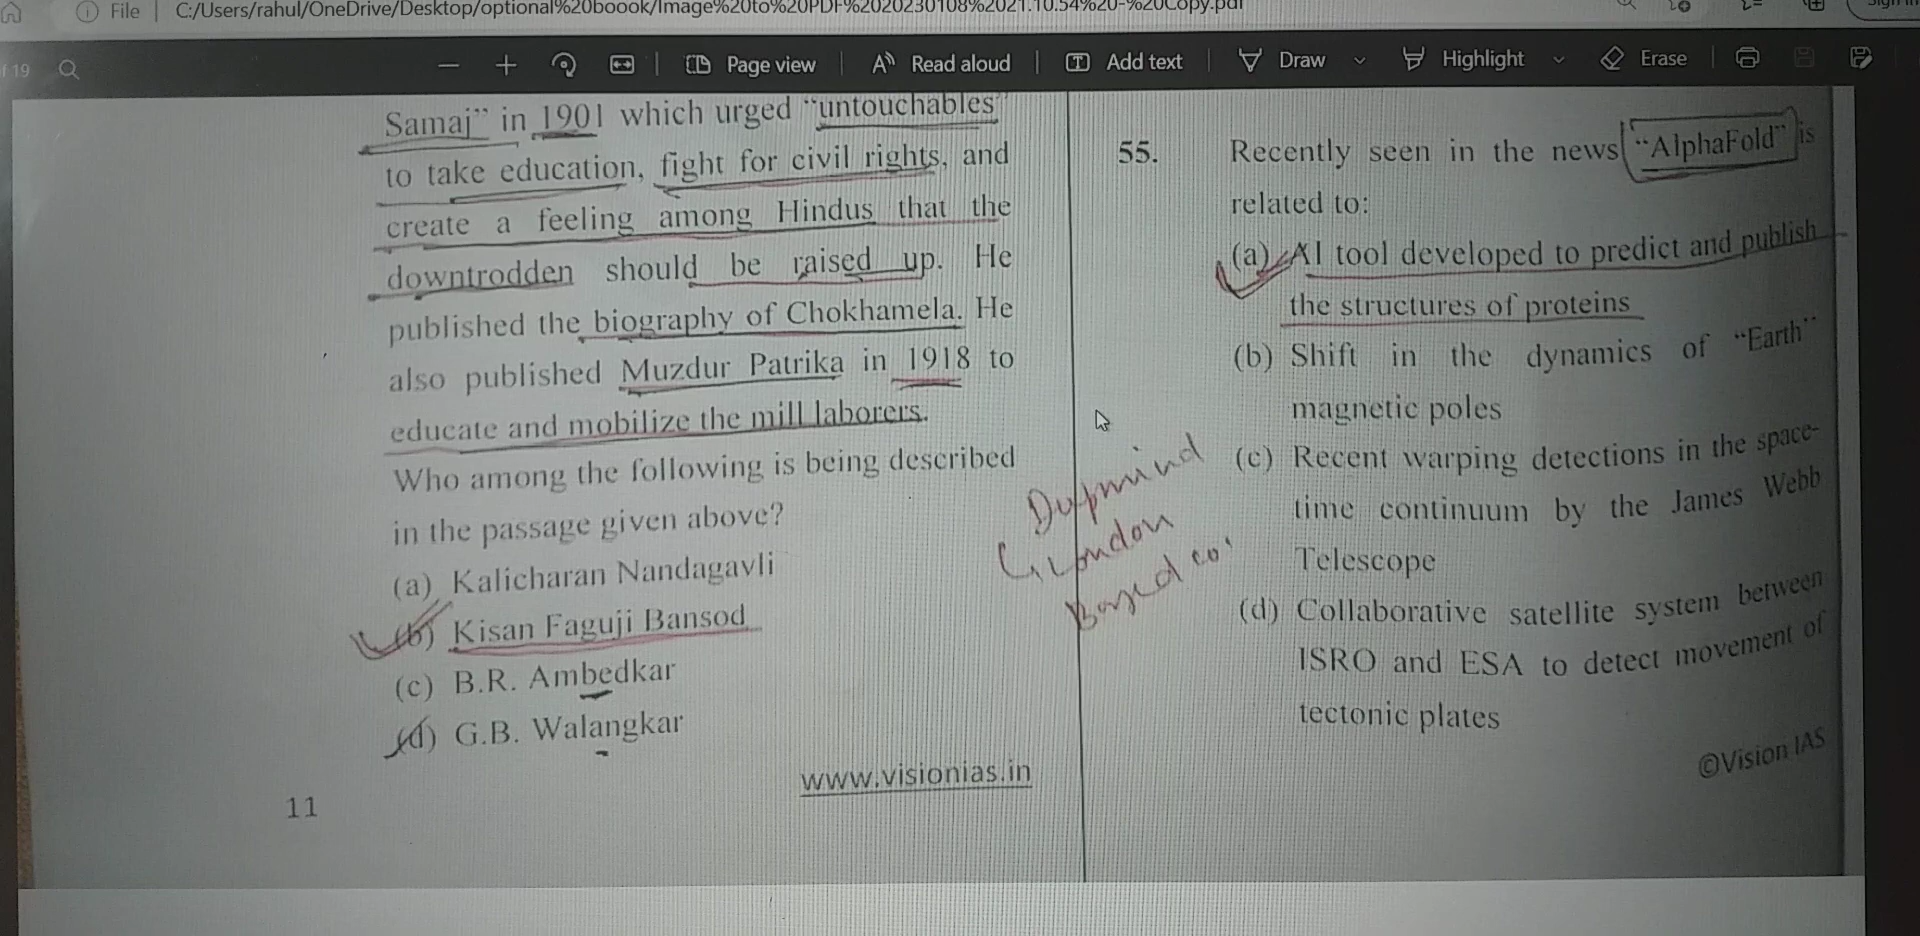 File
C:/Users/rahul/OneDrive/Desktop/optional%20boook/Image%20to%20PDF%2020230108%2021.10.54%20-%20Copy.pdf
Sign in
f 19
Page view
Read aloud
Add text
Draw
Highlight
Erase
Samaj” in 1901 which urged “untouchables”
to take education, fight for civil rights, and
create a feeling among Hindus that the
downtrodden should be raised up. He
published the biography of Chokhamela. He
also published Muzdur Patrika in 1918 to
educate and mobilize the mill laborers.
Who among the following is being described
in the passage given above?
(a) Kalicharan Nandagavli
(b) Kisan Faguji Bansod
(c) B.R. Ambedkar
(d) G.B. Walangkar
www.visionias.in
11
55. Recently seen in the news “AlphaFold” is
related to:
(a) AI tool developed to predict and publish
the structures of proteins
(b) Shift in the dynamics of “Earth”
magnetic poles
(c) Recent warping detections in the space-
time continuum by the James Webb
Telescope
(d) Collaborative satellite system between
ISRO and ESA to detect movement of
tectonic plates
©Vision IAS
London
Based co.